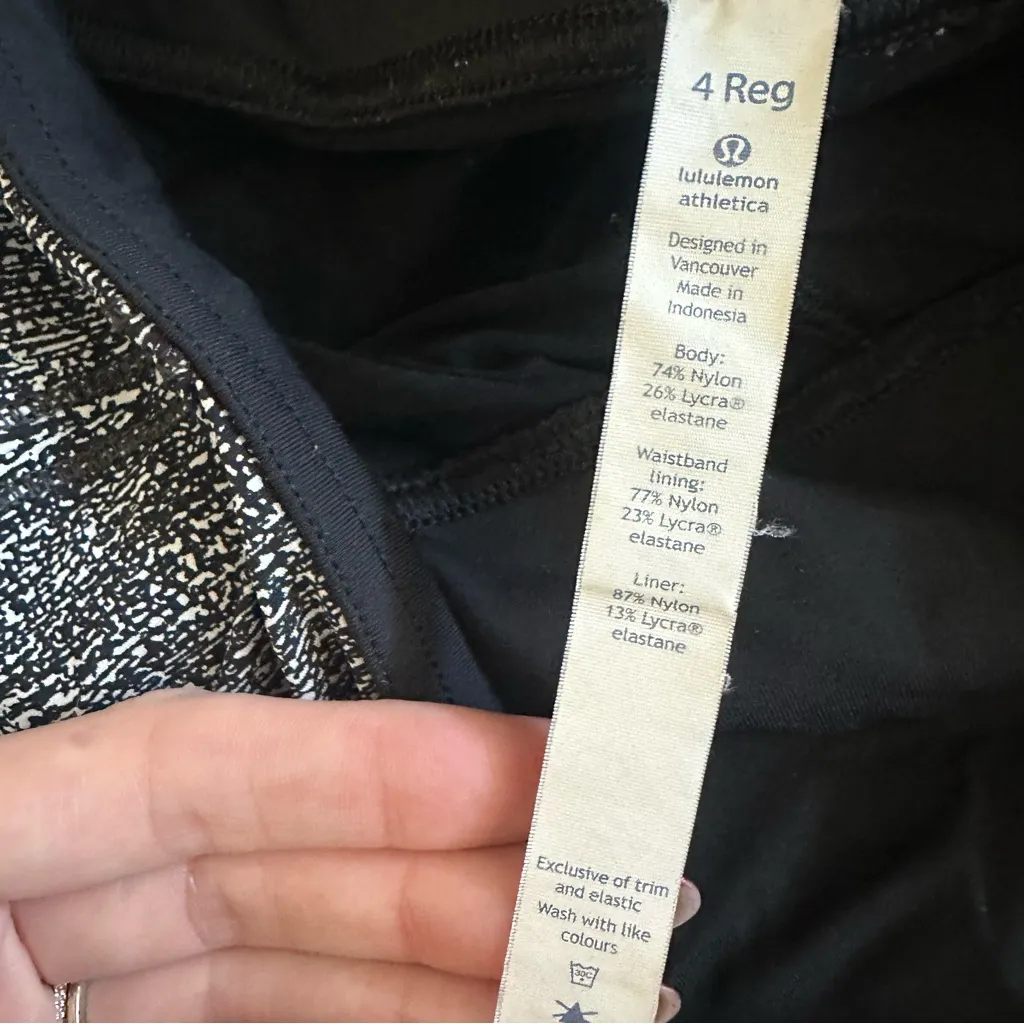 4 Reg
lululemon
athletica
Designed in
Vancouver
Made in
Indonesia
Body:
74% Nylon
26% Lycra®
elastane
Waistband
lining:
77% Nylon
23% Lycra®
elastane
Liner:
87% Nylon
13% Lycra®
elastane
Exclusive of trim
and elastic
Wash with like
colours
30C